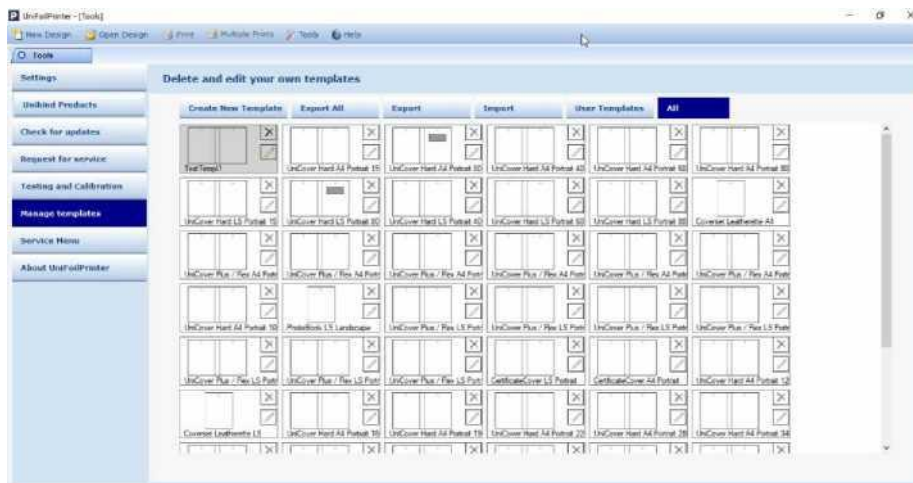 UniFoilPrinter - [Tools]
New Design Open Design Print Multiple Prints Tools Help
Tools
Settings
Unibind Products
Check for updates
Request for service
Testing and Calibration
Manage templates
Service Menu
About UniFoilPrinter
Delete and edit your own templates
Create New Template Export All Export Import User Templates All
UniCover Hard A4 Portrait 15 UniCover Hard A4 Portrait UniCover Hard A4 Portrait 40 UniCover Hard A4 Portrait UniCover Hard A4 Portrait
UniCover Hard LS Portrait 15 UniCover Hard LS Portrait UniCover Hard LS Portrait 40 UniCover Hard LS Portrait UniCover Hard LS Portrait Coverset Leatherette A4
UniCover Plus / Flex A4 Portr UniCover Plus / Flex A4 Portr UniCover Plus / Flex A4 Portr UniCover Plus / Flex A4 Portr UniCover Plus / Flex A4 Portr UniCover Plus / Flex A4 Portr
UniCover Hard A4 Portrait 10 PhotoBook LS Landscape UniCover Plus / Flex LS Portr UniCover Plus / Flex LS Portr UniCover Plus / Flex LS Portr UniCover Plus / Flex LS Portr
UniCover Plus / Flex LS Portr UniCover Plus / Flex LS Portr UniCover Plus / Flex LS Portr CertificateCover LS Portrait CertificateCover A4 Portrait UniCover Hard A4 Portrait 12
Coverset Leatherette LS UniCover Hard A4 Portrait 16 UniCover Hard A4 Portrait 19 UniCover Hard A4 Portrait 22 UniCover Hard A4 Portrait 28 UniCover Hard A4 Portrait 34